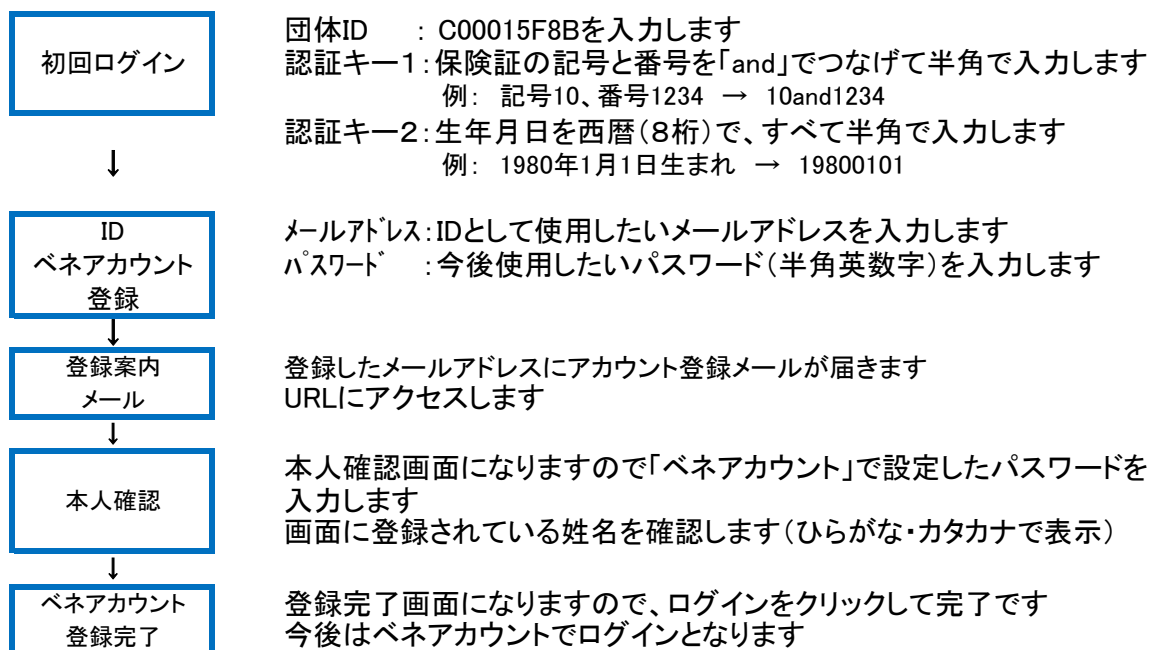 初回ログイン
団体ID : C00015F8Bを入力します
認証キー1:保険証の記号と番号を「and」でつなげて半角で入力します
例: 記号10、番号1234 → 10and1234
認証キー2:生年月日を西暦(8桁)で、すべて半角で入力します
例: 1980年1月1日生まれ → 19800101
↓
ID
ベネアカウント
登録
メールアドレス:IDとして使用したいメールアドレスを入力します
パスワード :今後使用したいパスワード(半角英数字)を入力します
↓
登録案内
メール
登録したメールアドレスにアカウント登録メールが届きます
URLにアクセスします
↓
本人確認
本人確認画面になりますので「ベネアカウント」で設定したパスワードを
入力します
画面に登録されている姓名を確認します(ひらがな・カタカナで表示)
↓
ベネアカウント
登録完了
登録完了画面になりますので、ログインをクリックして完了です
今後はベネアカウントでログインとなります